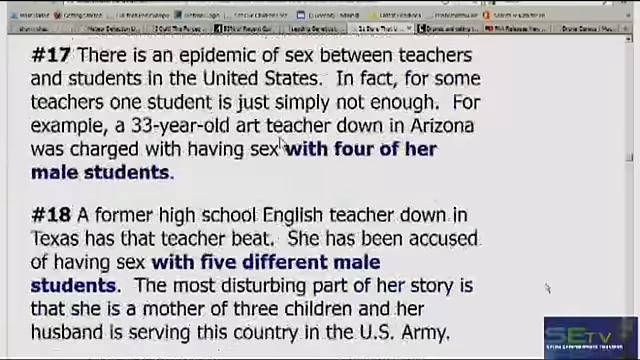 #17 There is an epidemic of sex between teachers
and students in the United States. In fact, for some
teachers one student is just simply not enough. For
example, a 33-year-old art teacher down in Arizona
was charged with having sex with four of her
male students.
#18 A former high school English teacher down in
Texas has that teacher beat. She has been accused
of having sex with five different male
students. The most disturbing part of her story is
that she is a mother of three children and her
husband is serving this country in the U.S. Army.
SETV